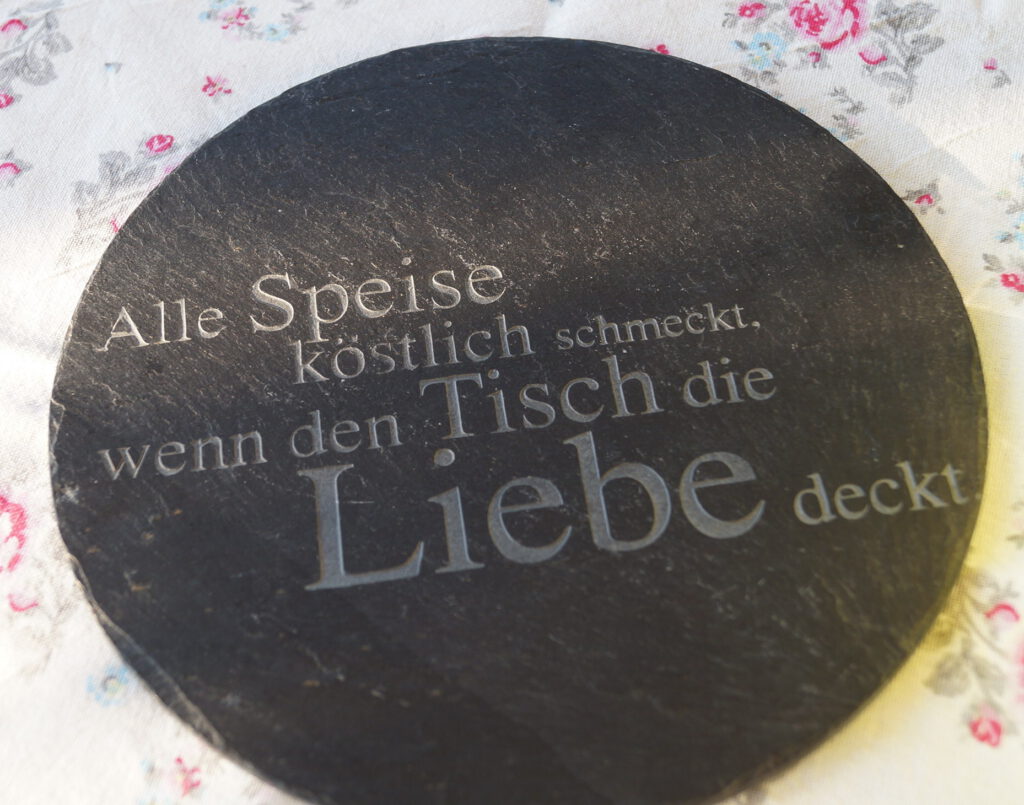 Alle Speise
köstlich schmeckt,
wenn den Tisch die
Liebe deckt.